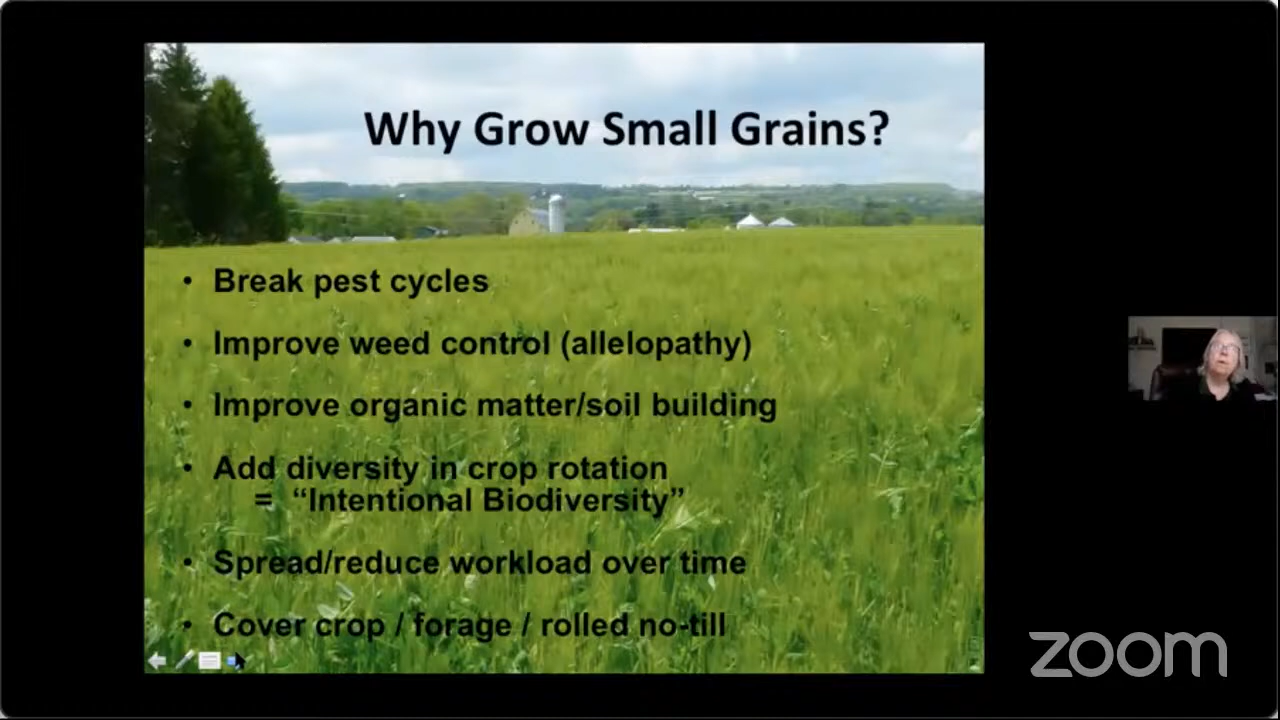 Why Grow Small Grains?
• Break pest cycles
• Improve weed control (allelopathy)
• Improve organic matter/soil building
• Add diversity in crop rotation
= “Intentional Biodiversity”
• Spread/reduce workload over time
• Cover crop / forage / rolled no-till
zoom